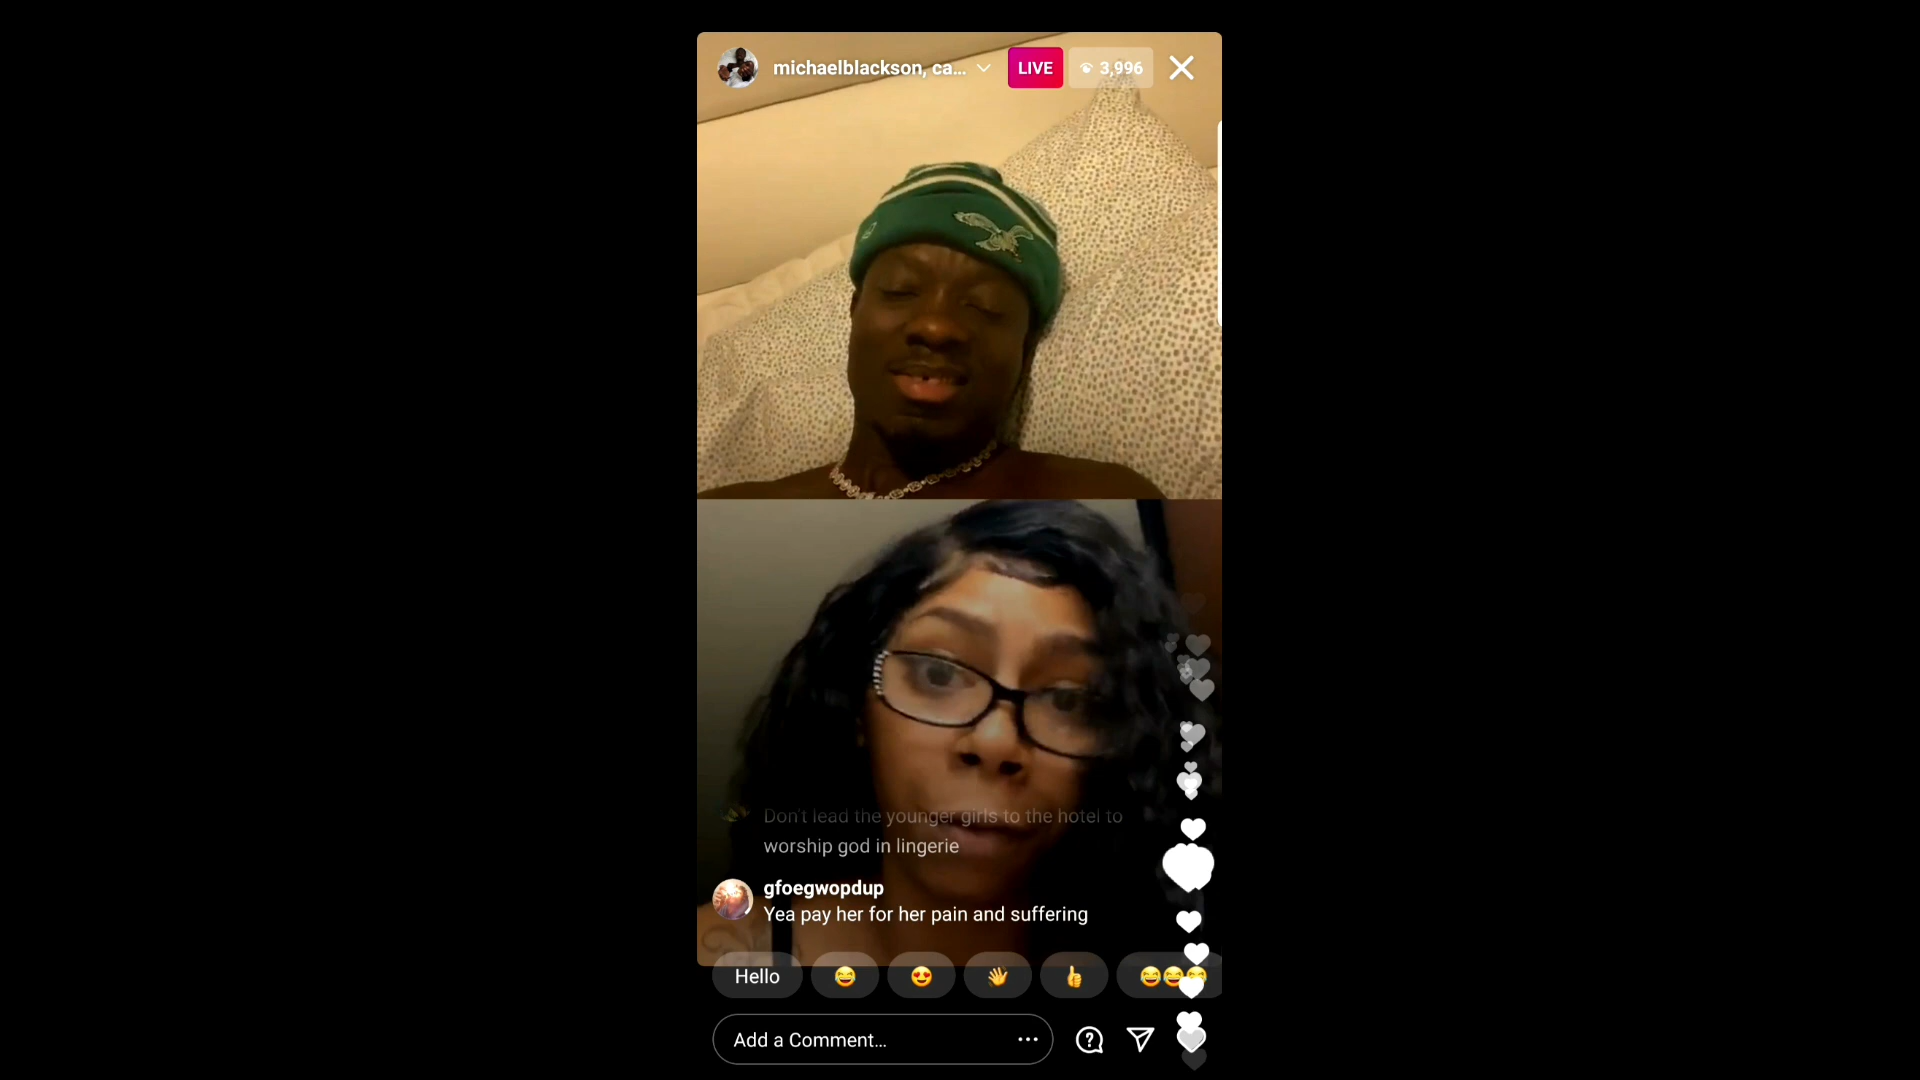 michaelblackson, ca...
LIVE
3,996
Don't lead the younger girls to the hotel to
worship god in lingerie
gfoegwopdup
Yea pay her for her pain and suffering
Hello
Add a Comment...